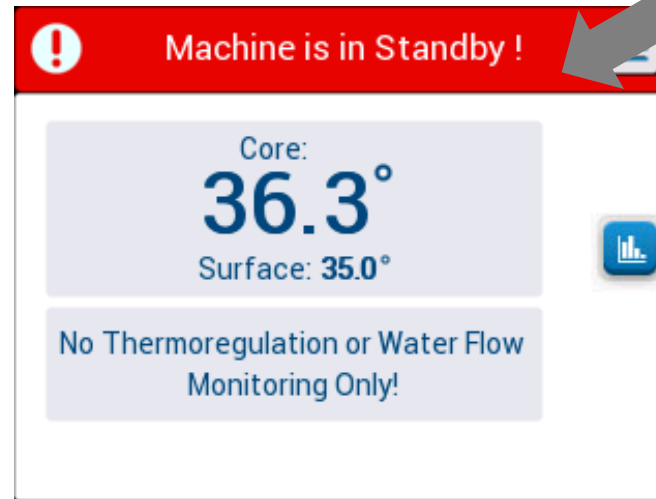 Machine is in Standby !
Core:
36.3°
Surface: 35.0°
No Thermoregulation or Water Flow
Monitoring Only!